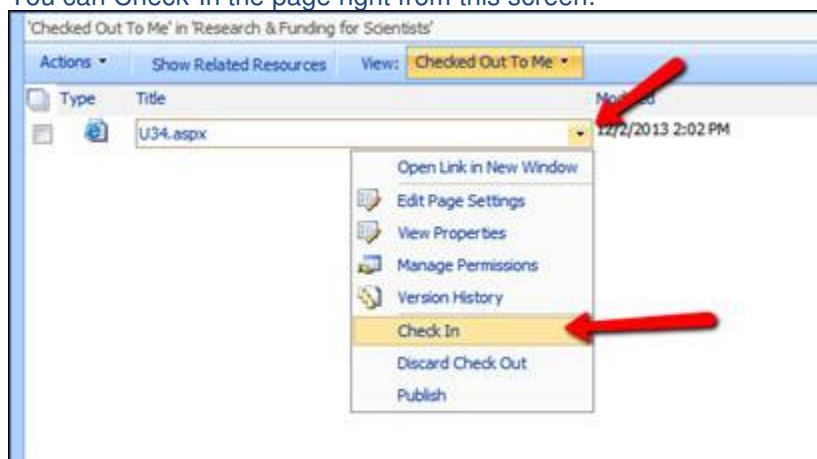 You can Check-In the page right from this screen.
'Checked Out To Me' in 'Research & Funding for Scientists'
Actions Show Related Resources View: Checked Out To Me
Type Title
U34.aspx 12/2/2013 2:02 PM
Open Link in New Window
Edit Page Settings
View Properties
Manage Permissions
Version History
Check In
Discard Check Out
Publish